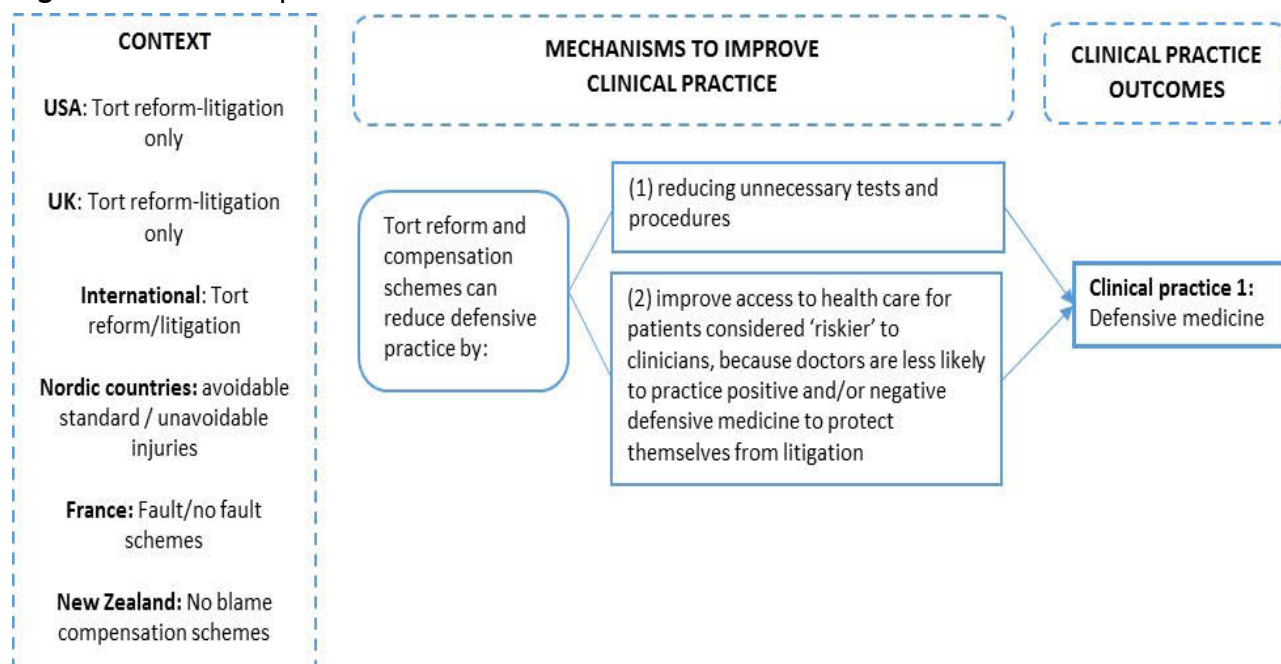 CONTEXT
USA: Tort reform-litigation
only
UK: Tort reform-litigation
only
International: Tort
reform/litigation
Nordic countries: avoidable
standard / unavoidable
injuries
France: Fault/no fault
schemes
New Zealand: No blame
compensation schemes
MECHANISMS TO IMPROVE
CLINICAL PRACTICE
Tort reform and
compensation
schemes can
reduce defensive
practice by:
(1) reducing unnecessary tests and
procedures
(2) improve access to health care for
patients considered ‘riskier’ to
clinicians, because doctors are less likely
to practice positive and/or negative
defensive medicine to protect
themselves from litigation
CLINICAL PRACTICE
OUTCOMES
Clinical practice 1:
Defensive medicine